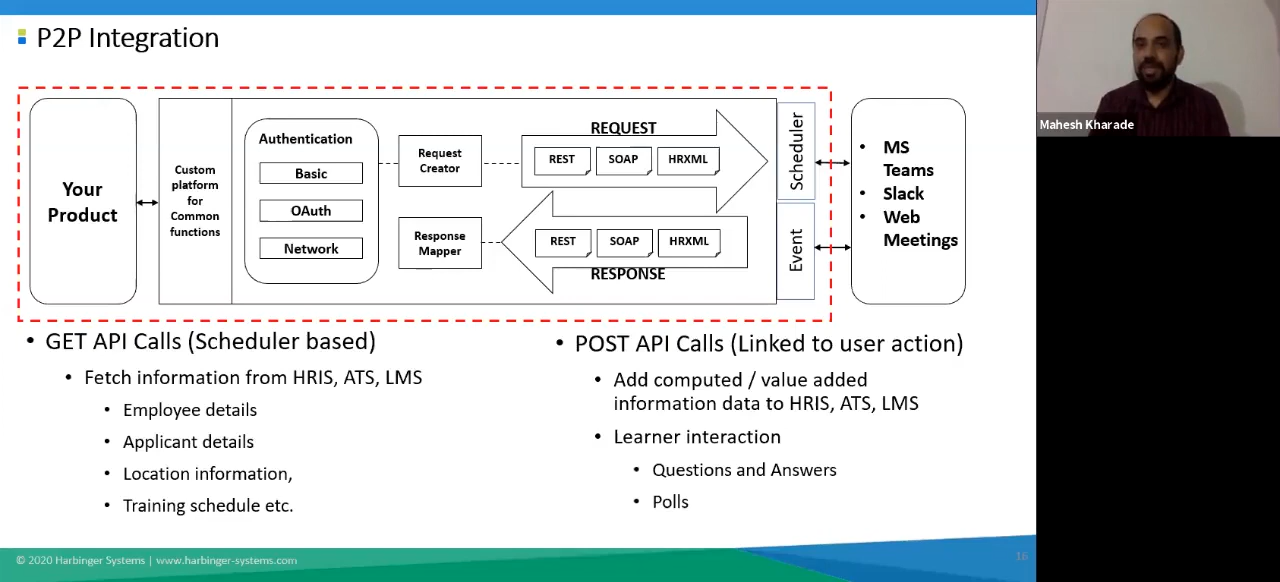 P2P Integration
Mahesh Kharade
Your
Product
Custom
platform
for
Common
functions
Authentication
Basic
OAuth
Network
Request
Creator
Response
Mapper
REQUEST
REST
SOAP
HRXML
REST
SOAP
HRXML
RESPONSE
Scheduler
Event
• MS
Teams
• Slack
• Web
Meetings
• GET API Calls (Scheduler based)
• Fetch information from HRIS, ATS, LMS
• Employee details
• Applicant details
• Location information,
• Training schedule etc.
• POST API Calls (Linked to user action)
• Add computed / value added
information data to HRIS, ATS, LMS
• Learner interaction
• Questions and Answers
• Polls
© 2020 Harbinger Systems | www.harbinger-systems.com
16